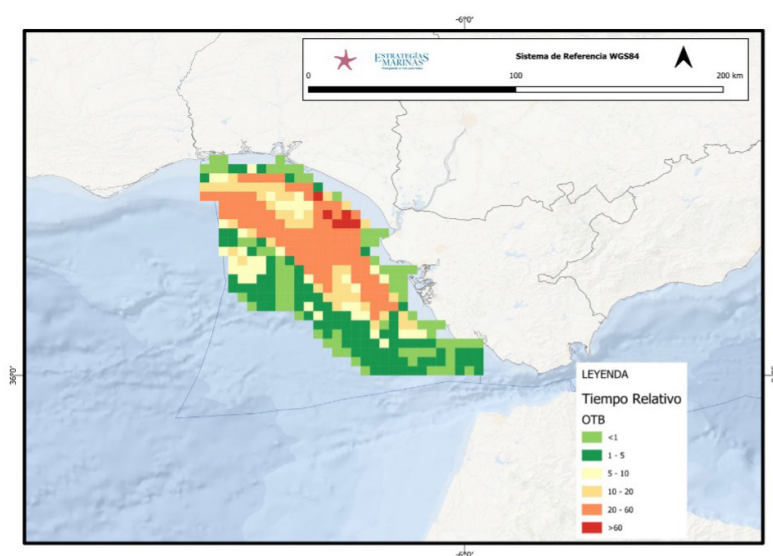 -6°0'
ESTRATEGIAS
MARINAS
Sistema de Referencia WGS84
0 100 200 km
36°0'
LEYENDA
Tiempo Relativo
OTB
<1
1 - 5
5 - 10
10 - 20
20 - 60
>60
-6°0'